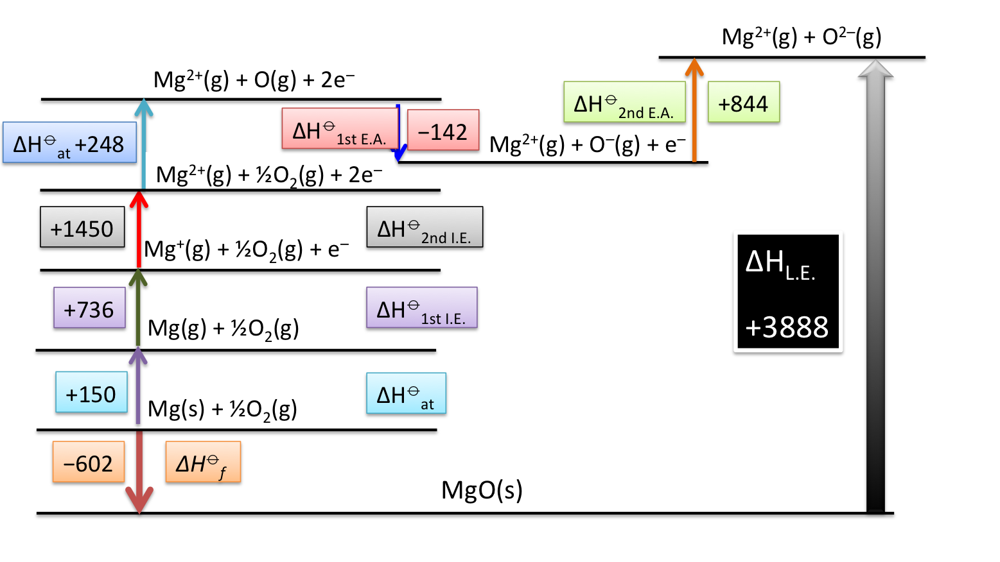 Mg²⁺(g) + O²⁻(g)
Mg²⁺(g) + O(g) + 2e⁻
ΔH⦵2nd E.A.
+844
ΔH⦵at +248
ΔH⦵1st E.A.
−142
Mg²⁺(g) + O⁻(g) + e⁻
Mg²⁺(g) + ½O₂(g) + 2e⁻
+1450
ΔH⦵2nd I.E.
Mg⁺(g) + ½O₂(g) + e⁻
ΔH L.E.
+3888
+736
ΔH⦵1st I.E.
Mg(g) + ½O₂(g)
+150
ΔH⦵at
Mg(s) + ½O₂(g)
−602
ΔH⦵f
MgO(s)